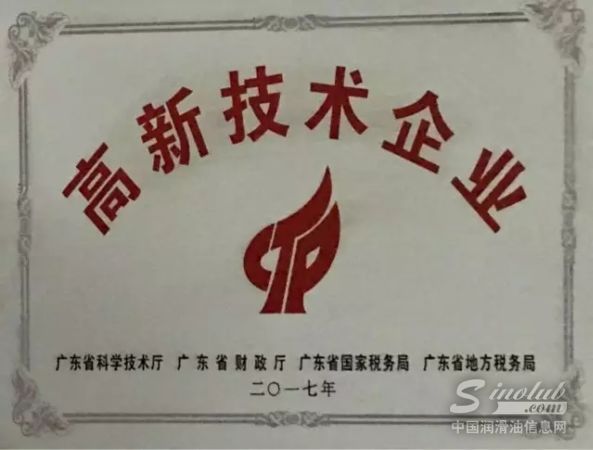 高新技术企业
广东省科学技术厅 广东省财政厅 广东省国家税务局 广东省地方税务局
二〇一七年
Sinolub
.com
中国润滑油信息网